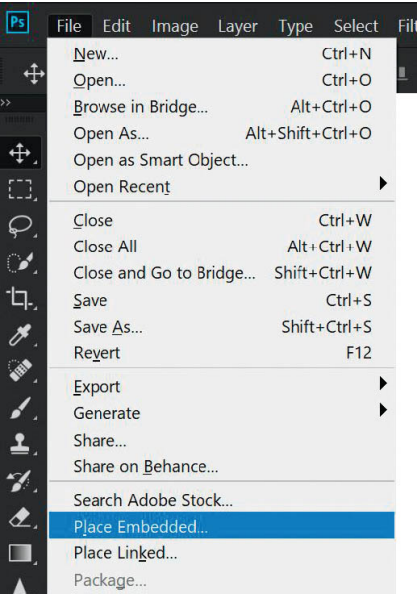 Ps File Edit Image Layer Type Select Filt
New... Ctrl+N
Open... Ctrl+O
Browse in Bridge... Alt+Ctrl+O
Open As... Alt+Shift+Ctrl+O
Open as Smart Object...
Open Recent
Close Ctrl+W
Close All Alt+Ctrl+W
Close and Go to Bridge... Shift+Ctrl+W
Save Ctrl+S
Save As... Shift+Ctrl+S
Revert F12
Export
Generate
Share...
Share on Behance...
Search Adobe Stock...
Place Embedded...
Place Linked...
Package...